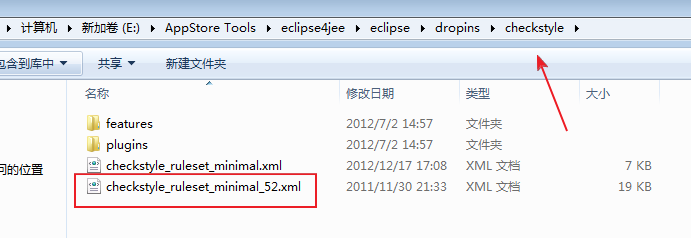 计算机 ▸ 新加卷 (E:) ▸ AppStore Tools ▸ eclipse4jee ▸ eclipse ▸ dropins ▸ checkstyle ▸
包含到库中 共享 新建文件夹
名称 修改日期 类型 大小
features 2012/7/2 14:57 文件夹
plugins 2012/7/2 14:57 文件夹
问的位置 checkstyle_ruleset_minimal.xml 2012/12/17 17:08 XML 文档 7 KB
checkstyle_ruleset_minimal_52.xml 2011/11/30 21:33 XML 文档 19 KB